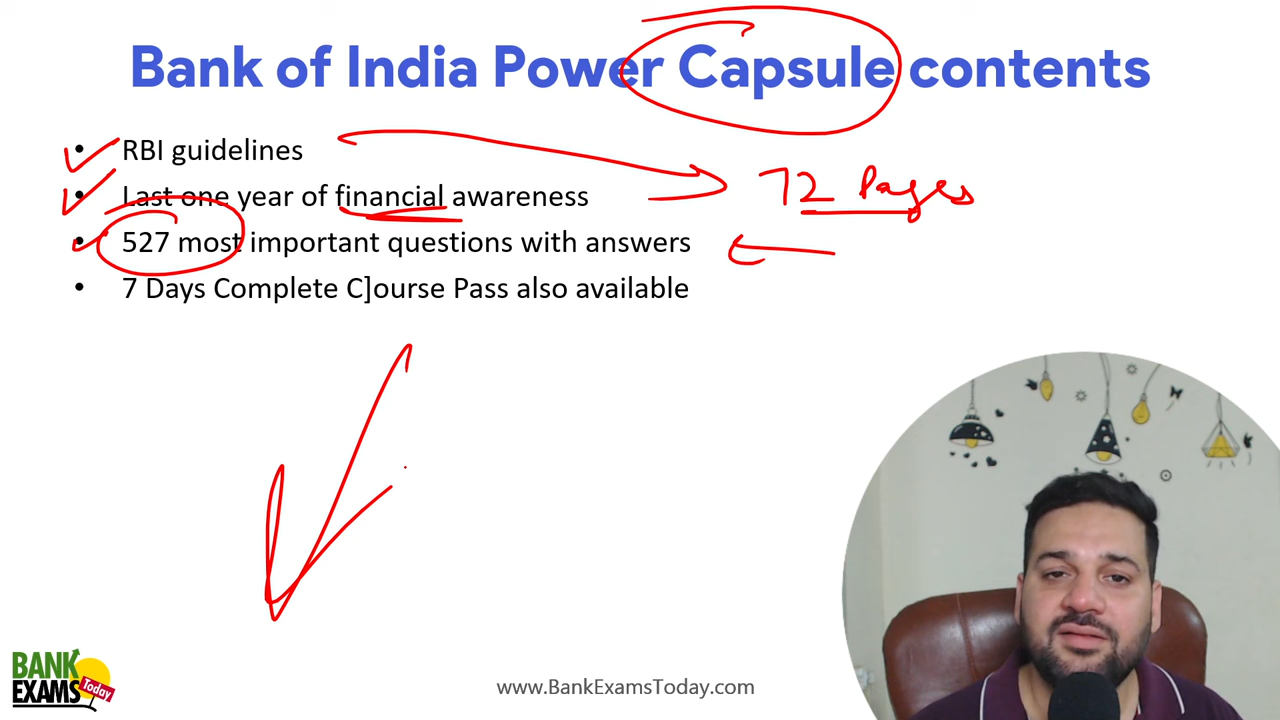 Bank of India Power Capsule contents
• RBI guidelines
• Last one year of financial awareness
72 Pages
• 527 most important questions with answers
• 7 Days Complete C]ourse Pass also available
BANK
EXAMS
Today
www.BankExamsToday.com